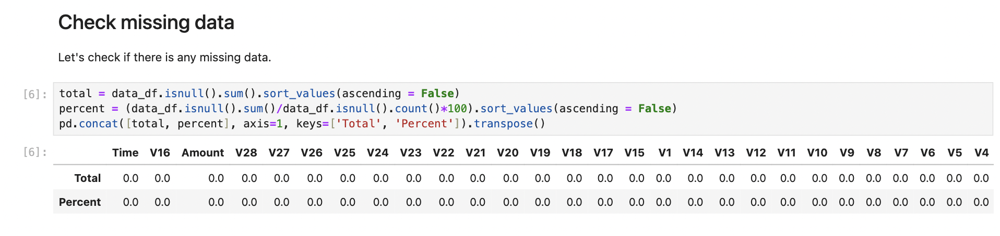 Check missing data
Let's check if there is any missing data.
[6]: total = data_df.isnull().sum().sort_values(ascending = False)
percent = (data_df.isnull().sum()/data_df.isnull().count()*100).sort_values(ascending = False)
pd.concat([total, percent], axis=1, keys=['Total', 'Percent']).transpose()
[6]: Time V16 Amount V28 V27 V26 V25 V24 V23 V22 V21 V20 V19 V18 V17 V15 V1 V14 V13 V12 V11 V10 V9 V8 V7 V6 V5 V4
Total 0.0 0.0 0.0 0.0 0.0 0.0 0.0 0.0 0.0 0.0 0.0 0.0 0.0 0.0 0.0 0.0 0.0 0.0 0.0 0.0 0.0 0.0 0.0 0.0 0.0 0.0 0.0 0.0
Percent 0.0 0.0 0.0 0.0 0.0 0.0 0.0 0.0 0.0 0.0 0.0 0.0 0.0 0.0 0.0 0.0 0.0 0.0 0.0 0.0 0.0 0.0 0.0 0.0 0.0 0.0 0.0 0.0